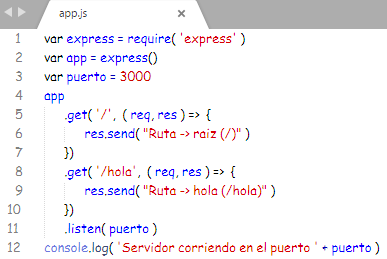 app.js
1 var express = require( 'express' )
2 var app = express()
3 var puerto = 3000
4 app
5 .get( '/', ( req, res ) => {
6 res.send( "Ruta -> raiz (/)" )
7 })
8 .get( '/hola', ( req, res ) => {
9 res.send( "Ruta -> hola (/hola)" )
10 })
11 .listen( puerto )
12 console.log( 'Servidor corriendo en el puerto ' + puerto )